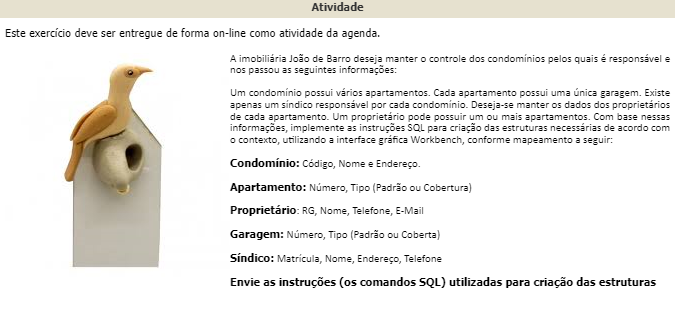 Atividade
Este exercício deve ser entregue de forma on-line como atividade da agenda.
A imobiliária João de Barro deseja manter o controle dos condomínios pelos quais é responsável e
nos passou as seguintes informações:
Um condomínio possui vários apartamentos. Cada apartamento possui uma única garagem. Existe
apenas um síndico responsável por cada condomínio. Deseja-se manter os dados dos proprietários
de cada apartamento. Um proprietário pode possuir um ou mais apartamentos. Com base nessas
informações, implemente as instruções SQL para criação das estruturas necessárias de acordo com
o contexto, utilizando a interface gráfica Workbench, conforme mapeamento a seguir:
Condomínio: Código, Nome e Endereço.
Apartamento: Número, Tipo (Padrão ou Cobertura)
Proprietário: RG, Nome, Telefone, E-Mail
Garagem: Número, Tipo (Padrão ou Coberta)
Síndico: Matrícula, Nome, Endereço, Telefone
Envie as instruções (os comandos SQL) utilizadas para criação das estruturas